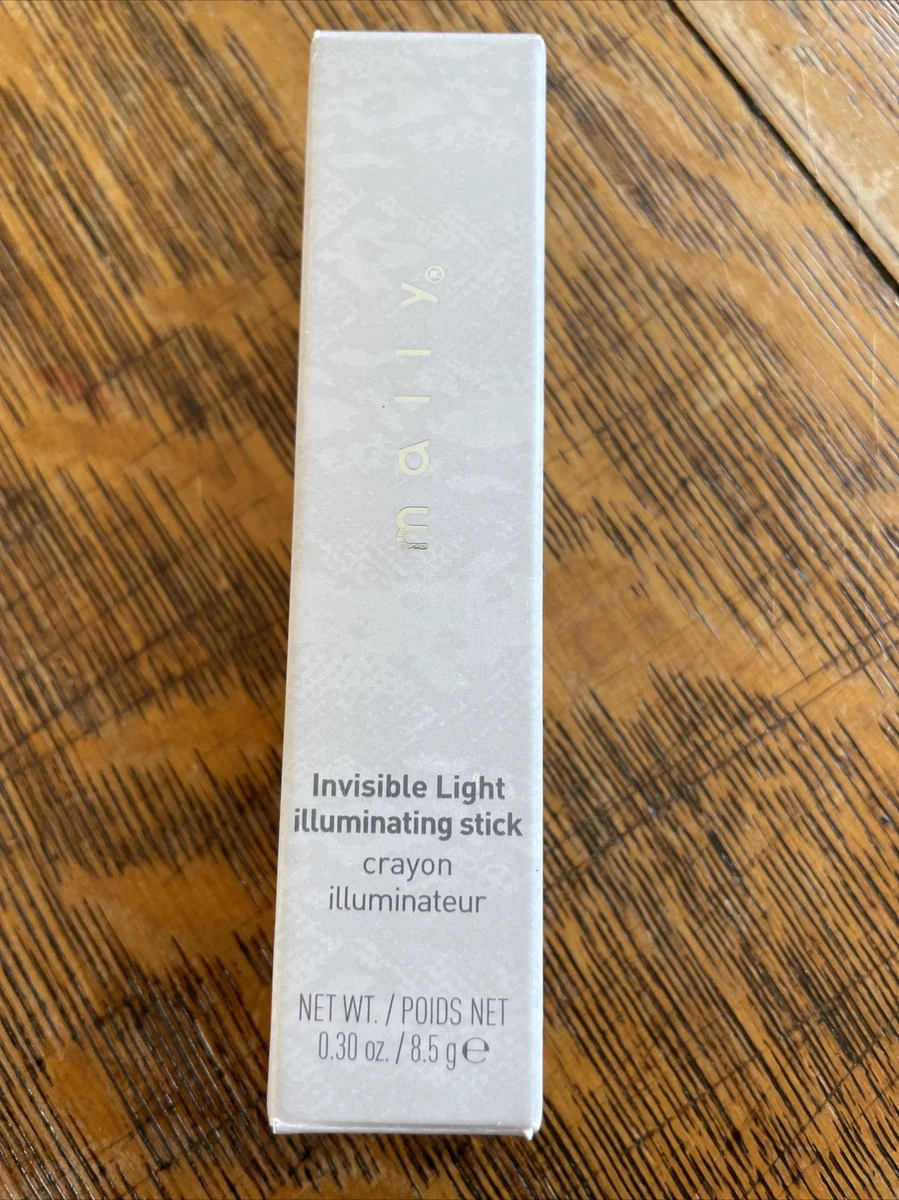 mally®
Invisible Light
illuminating stick
crayon
illuminateur
NET WT. / POIDS NET
0.30 oz. / 8.5 g ℮